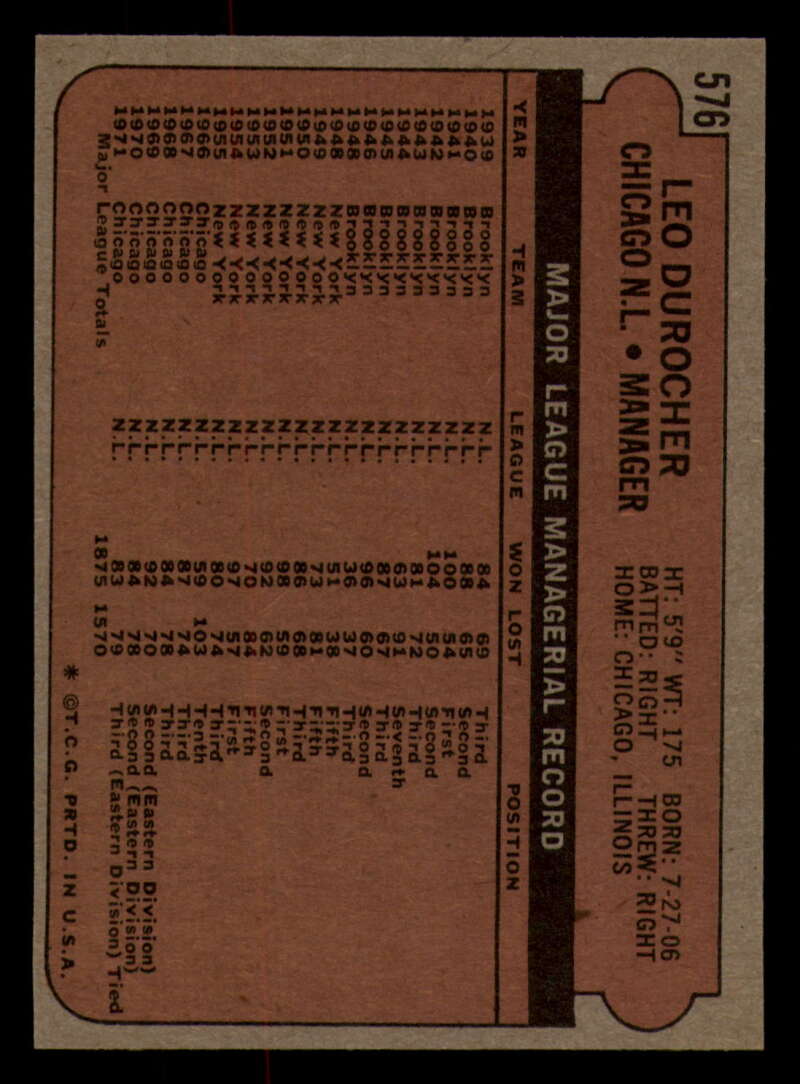 576
LEO DUROCHER
CHICAGO N.L. • MANAGER
HT: 5'9" WT: 175 BORN: 7-27-06
BATTED: RIGHT THREW: RIGHT
HOME: CHICAGO, ILLINOIS
MAJOR LEAGUE MANAGERIAL RECORD
YEAR TEAM LEAGUE WON LOST POSITION
1939 Brooklyn N.L. 84 69 Third
1940 Brooklyn N.L. 88 65 Second
1941 Brooklyn N.L. 100 54 First
1942 Brooklyn N.L. 104 50 Second
1943 Brooklyn N.L. 81 72 Third
1944 Brooklyn N.L. 63 91 Seventh
1945 Brooklyn N.L. 87 67 Third
1946 Brooklyn N.L. 96 60 Second
1948 Brooklyn N.L. 36 37 Third
1948 New York N.L. 51 38 Fifth
1949 New York N.L. 73 81 Fifth
1950 New York N.L. 86 68 Third
1951 New York N.L. 98 59 First
1952 New York N.L. 92 62 Second
1953 New York N.L. 70 84 Fifth
1954 New York N.L. 97 57 First
1955 New York N.L. 80 74 Third
1966 Chicago N.L. 59 103 Tenth
1967 Chicago N.L. 87 74 Third
1968 Chicago N.L. 84 78 Third
1969 Chicago N.L. 92 70 Second (Eastern Division)
1970 Chicago N.L. 84 78 Second (Eastern Division)
1971 Chicago N.L. 83 79 Third (Eastern Division) Tied
Major League Totals 1875 1570
* ©T.C.G. PRTD. IN U.S.A.